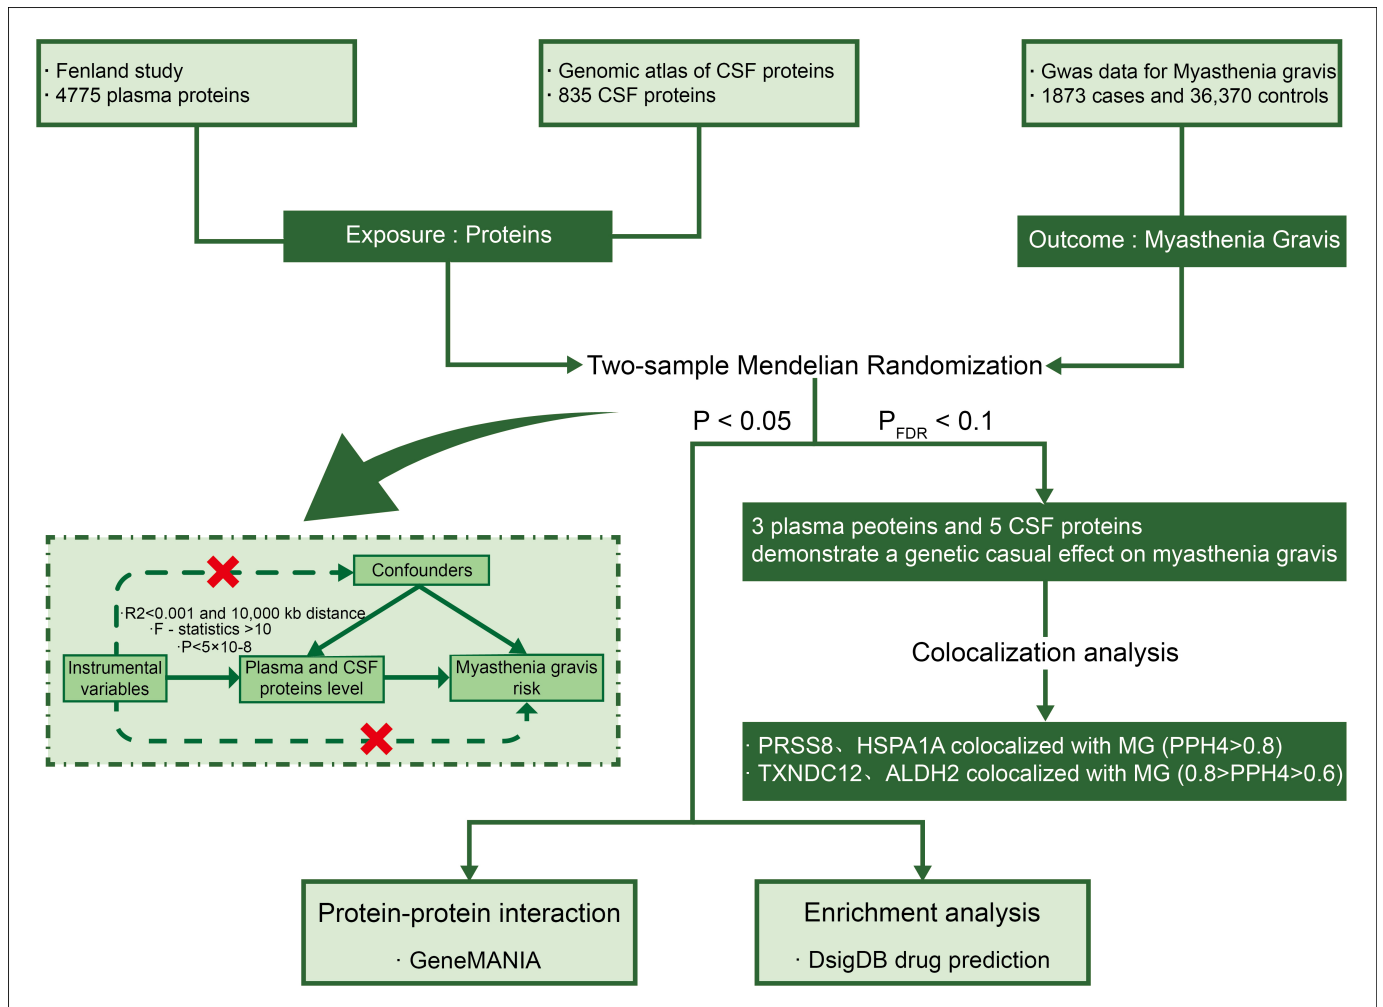 · Fenland study
· 4775 plasma proteins
· Genomic atlas of CSF proteins
· 835 CSF proteins
· Gwas data for Myasthenia gravis
· 1873 cases and 36,370 controls
Exposure : Proteins
Outcome : Myasthenia Gravis
Two-sample Mendelian Randomization
P < 0.05
PFDR < 0.1
3 plasma peoteins and 5 CSF proteins
demonstrate a genetic casual effect on myasthenia gravis
Confounders
·R2<0.001 and 10,000 kb distance
·F - statistics >10
·P<5×10-8
Instrumental
variables
Plasma and CSF
proteins level
Myasthenia gravis
risk
Colocalization analysis
· PRSS8、HSPA1A colocalized with MG (PPH4>0.8)
· TXNDC12、ALDH2 colocalized with MG (0.8>PPH4>0.6)
Protein-protein interaction
· GeneMANIA
Enrichment analysis
· DsigDB drug prediction